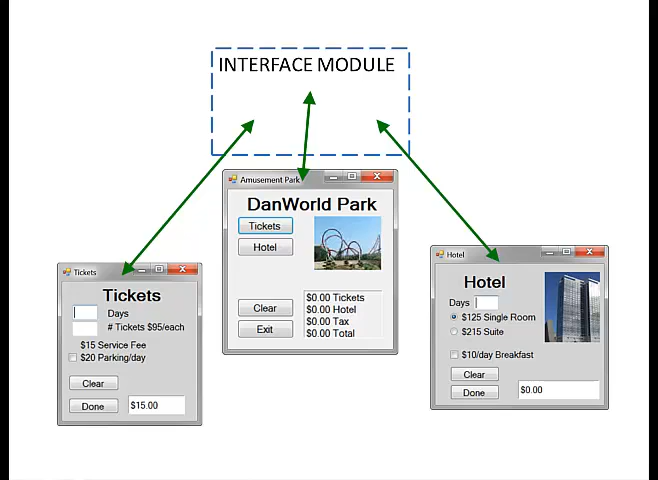 INTERFACE MODULE
Amusement Park
DanWorld Park
Tickets
Hotel
Clear
Exit
$0.00 Tickets
$0.00 Hotel
$0.00 Tax
$0.00 Total
Tickets
Tickets
Days
# Tickets $95/each
$15 Service Fee
$20 Parking/day
Clear
Done
$15.00
Hotel
Hotel
Days
$125 Single Room
$215 Suite
$10/day Breakfast
Clear
Done
$0.00